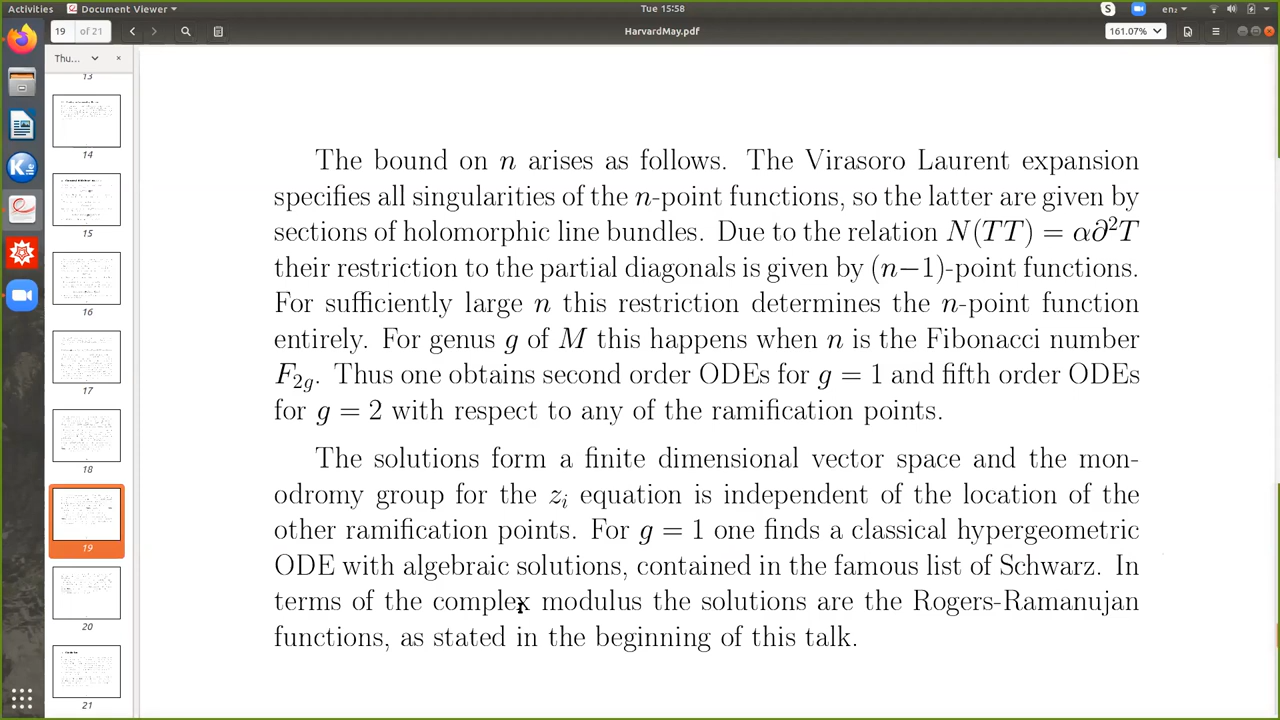 Activities Document Viewer Tue 15:58 en₂
19 of 21 HarvardMay.pdf 161.07%
Thu...
13
14
15
16
17
18
19
20
21
The bound on n arises as follows. The Virasoro Laurent expansion
specifies all singularities of the n-point functions, so the latter are given by
sections of holomorphic line bundles. Due to the relation N(TT) = α∂²T
their restriction to the partial diagonals is given by (n−1)-point functions.
For sufficiently large n this restriction determines the n-point function
entirely. For genus g of M this happens when n is the Fibonacci number
F₂g. Thus one obtains second order ODEs for g = 1 and fifth order ODEs
for g = 2 with respect to any of the ramification points.
The solutions form a finite dimensional vector space and the mon-
odromy group for the zᵢ equation is independent of the location of the
other ramification points. For g = 1 one finds a classical hypergeometric
ODE with algebraic solutions, contained in the famous list of Schwarz. In
terms of the complex modulus the solutions are the Rogers-Ramanujan
functions, as stated in the beginning of this talk.